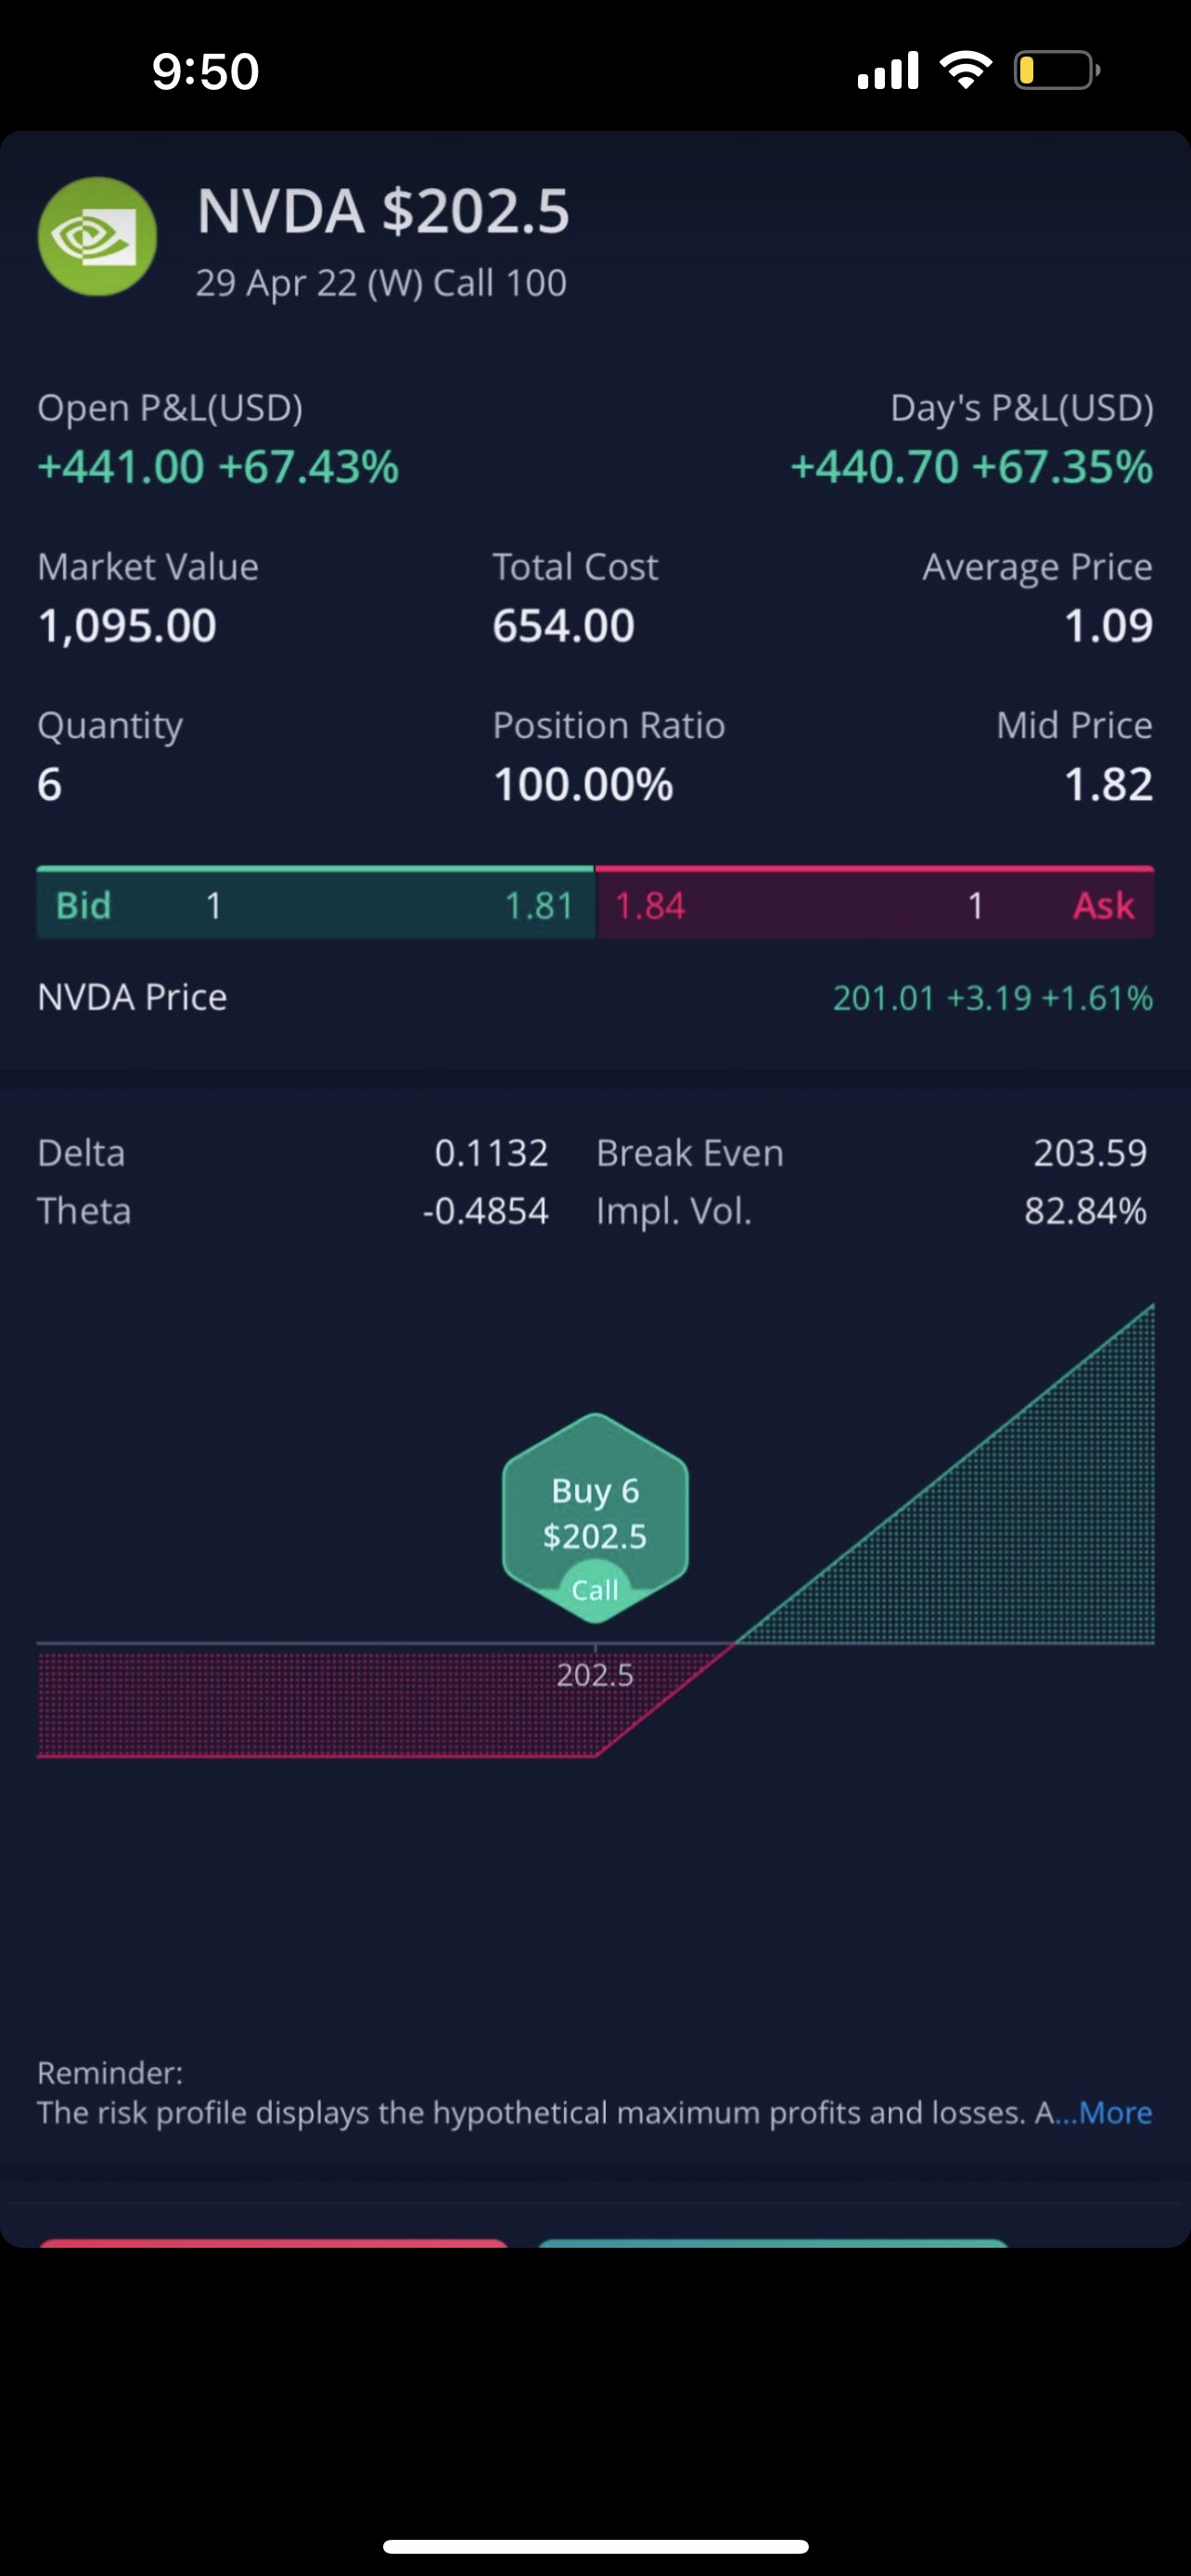 9:50
NVDA $202.5
29 Apr 22 (W) Call 100
Open P&L(USD) Day's P&L(USD)
+441.00 +67.43% +440.70 +67.35%
Market Value Total Cost Average Price
1,095.00 654.00 1.09
Quantity Position Ratio Mid Price
6 100.00% 1.82
Bid 1 1.81 1.84 1 Ask
NVDA Price 201.01 +3.19 +1.61%
Delta 0.1132 Break Even 203.59
Theta -0.4854 Impl. Vol. 82.84%
Buy 6
$202.5
Call
202.5
Reminder:
The risk profile displays the hypothetical maximum profits and losses. A...More